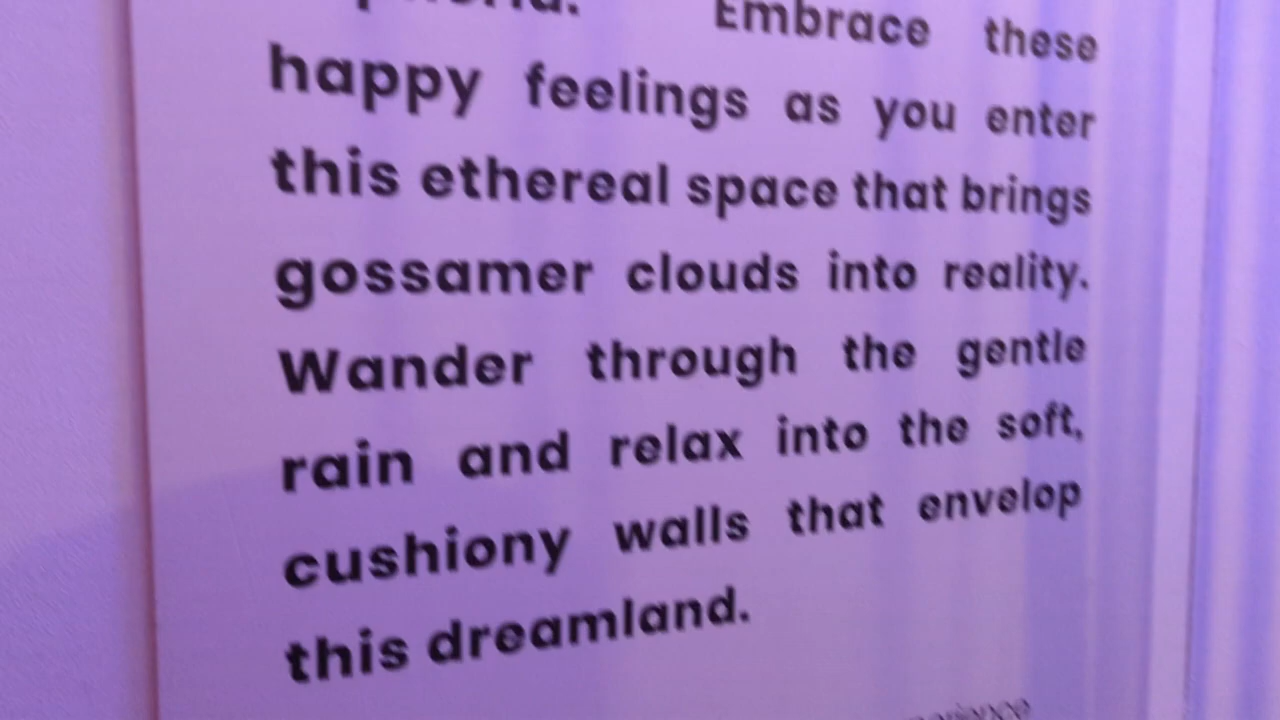 Embrace these
happy feelings as you enter
this ethereal space that brings
gossamer clouds into reality.
Wander through the gentle
rain and relax into the soft,
cushiony walls that envelop
this dreamland.